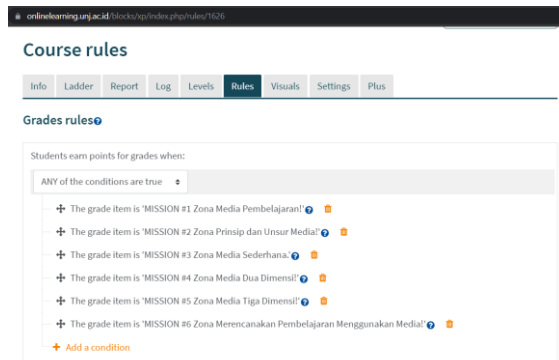 onlinelearning.unj.ac.id/blocks/xp/index.php/rules/1626
Course rules
Info Ladder Report Log Levels Rules Visuals Settings Plus
Grades rules
Students earn points for grades when:
ANY of the conditions are true
The grade item is 'MISSION #1 Zona Media Pembelajaran!'
The grade item is 'MISSION #2 Zona Prinsip dan Unsur Media!'
The grade item is 'MISSION #3 Zona Media Sederhana.'
The grade item is 'MISSION #4 Zona Media Dua Dimensi!'
The grade item is 'MISSION #5 Zona Media Tiga Dimensi!'
The grade item is 'MISSION #6 Zona Merencanakan Pembelajaran Menggunakan Media!'
+ Add a condition